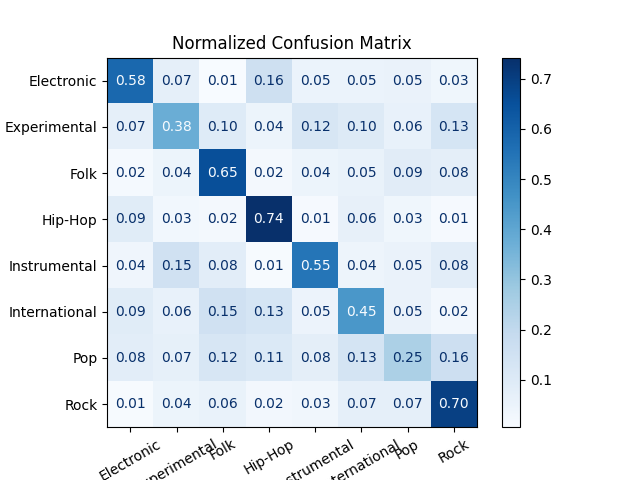 Normalized Confusion Matrix
Electronic 0.58 0.07 0.01 0.16 0.05 0.05 0.05 0.03
Experimental 0.07 0.38 0.10 0.04 0.12 0.10 0.06 0.13
Folk 0.02 0.04 0.65 0.02 0.04 0.05 0.09 0.08
Hip-Hop 0.09 0.03 0.02 0.74 0.01 0.06 0.03 0.01
Instrumental 0.04 0.15 0.08 0.01 0.55 0.04 0.05 0.08
International 0.09 0.06 0.15 0.13 0.05 0.45 0.05 0.02
Pop 0.08 0.07 0.12 0.11 0.08 0.13 0.25 0.16
Rock 0.01 0.04 0.06 0.02 0.03 0.07 0.07 0.70
Electronic perimental Folk Hip-Hop strumental ternational Pop Rock
0.7
0.6
0.5
0.4
0.3
0.2
0.1